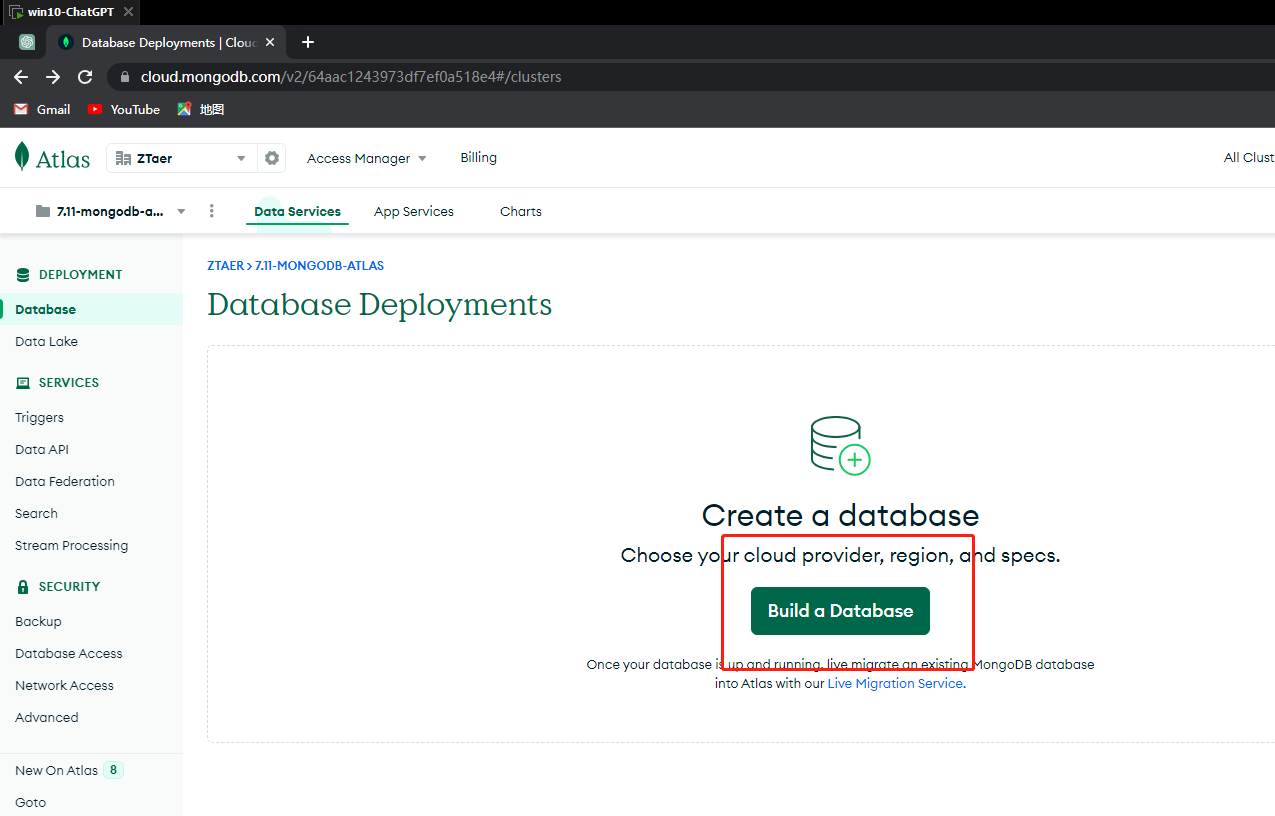 win10-ChatGPT
Database Deployments | Clou
cloud.mongodb.com/v2/64aac1243973df7ef0a518e4#/clusters
Gmail YouTube 地图
Atlas ZTaer Access Manager Billing All Clust
7.11-mongodb-a... Data Services App Services Charts
DEPLOYMENT
Database
Data Lake
SERVICES
Triggers
Data API
Data Federation
Search
Stream Processing
SECURITY
Backup
Database Access
Network Access
Advanced
New On Atlas 8
Goto
ZTAER > 7.11-MONGODB-ATLAS
Database Deployments
Create a database
Choose your cloud provider, region, and specs.
Build a Database
Once your database is up and running, live migrate an existing MongoDB database
into Atlas with our Live Migration Service.